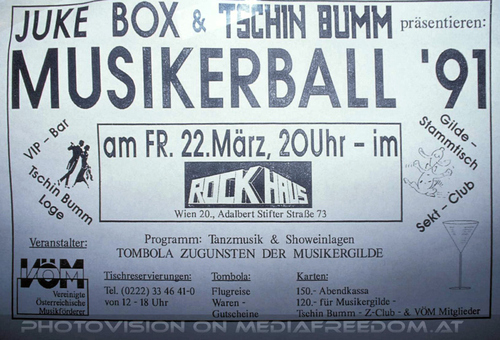 JUKE BOX & TSCHIN BUMM präsentieren:
MUSIKERBALL '91
VIP - Bar
Tschin Bumm
Loge
am FR. 22.März, 20Uhr - im
ROCK HAUS
Wien 20., Adalbert Stifter Straße 73
Gilde -
Stammtisch
Sekt - Club
Veranstalter:
VÖM
Vereinigte
Österreichische
Musikförderer
Programm: Tanzmusik & Showeinlagen
TOMBOLA ZUGUNSTEN DER MUSIKERGILDE
Tischreservierungen:
Tel. (0222) 33 46 41-0
von 12 - 18 Uhr
Tombola:
Flugreise
Waren -
Gutscheine
Karten:
150.- Abendkassa
120.- für Musikergilde -
Tschin Bumm - Z-Club - & VÖM Mitglieder
PHOTOVISION ON MEDIAFREEDOM.AT